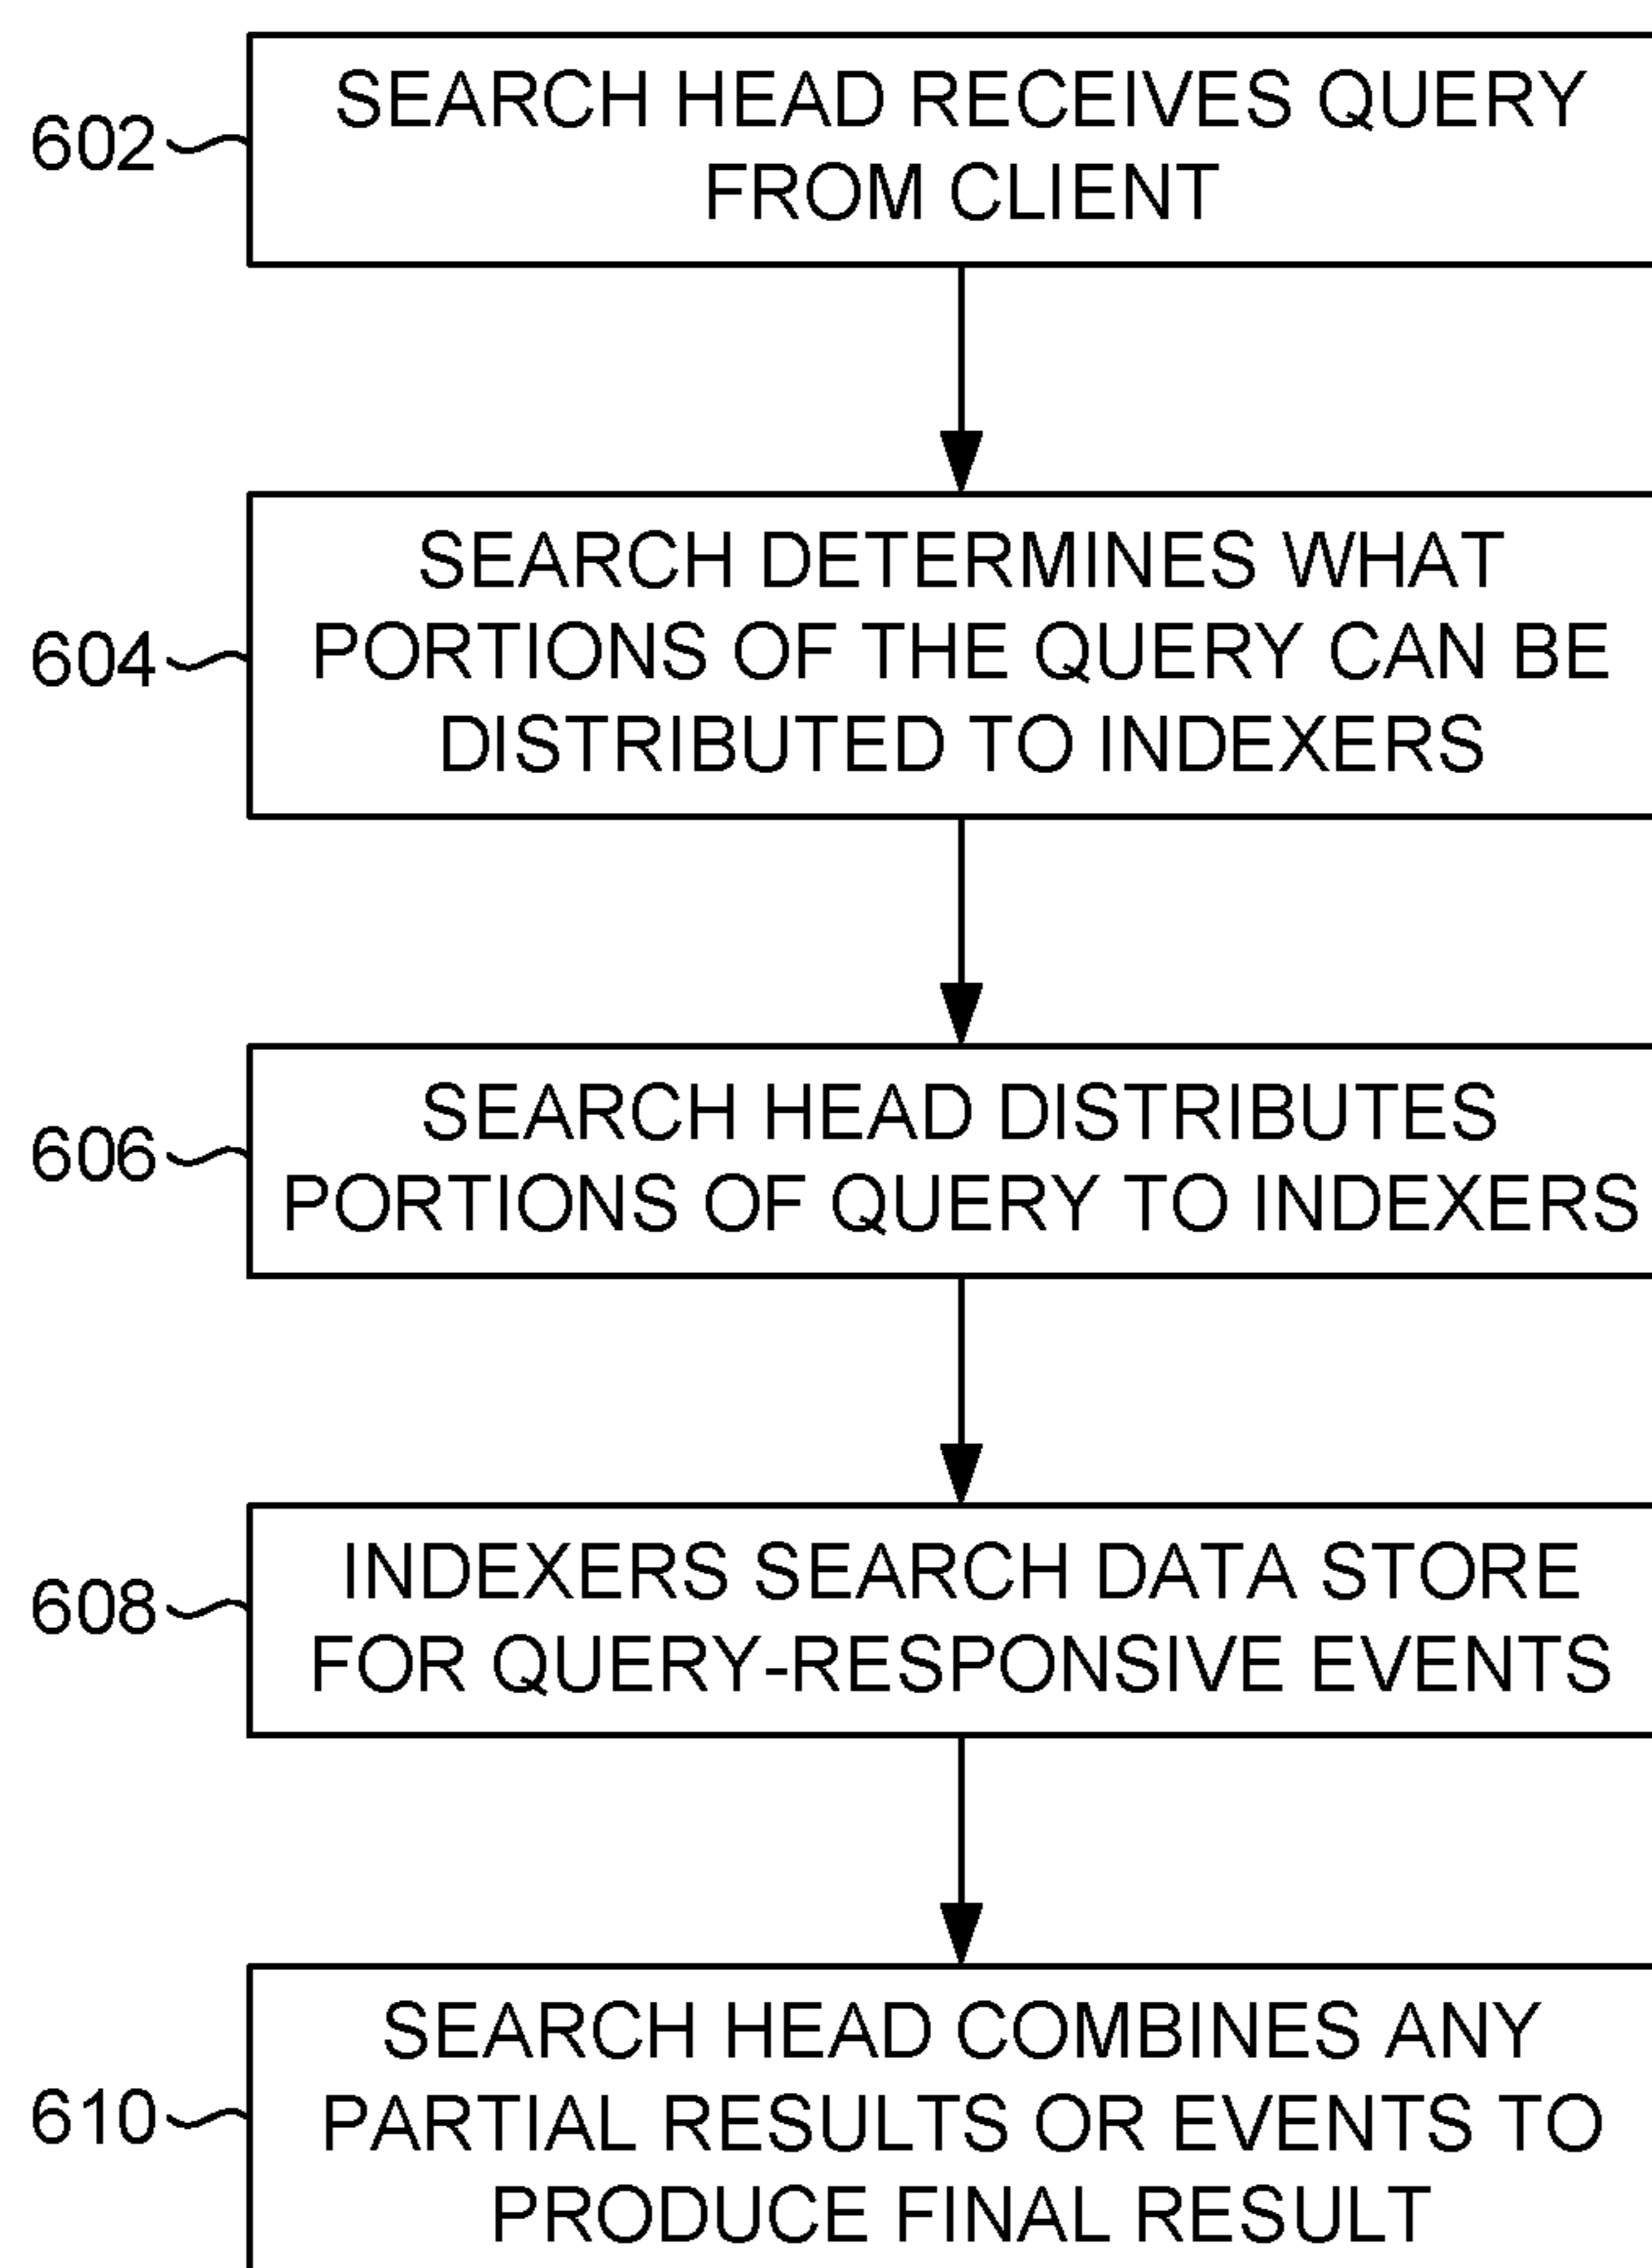 602
SEARCH HEAD RECEIVES QUERY
FROM CLIENT
604
SEARCH DETERMINES WHAT
PORTIONS OF THE QUERY CAN BE
DISTRIBUTED TO INDEXERS
606
SEARCH HEAD DISTRIBUTES
PORTIONS OF QUERY TO INDEXERS
608
INDEXERS SEARCH DATA STORE
FOR QUERY-RESPONSIVE EVENTS
610
SEARCH HEAD COMBINES ANY
PARTIAL RESULTS OR EVENTS TO
PRODUCE FINAL RESULT